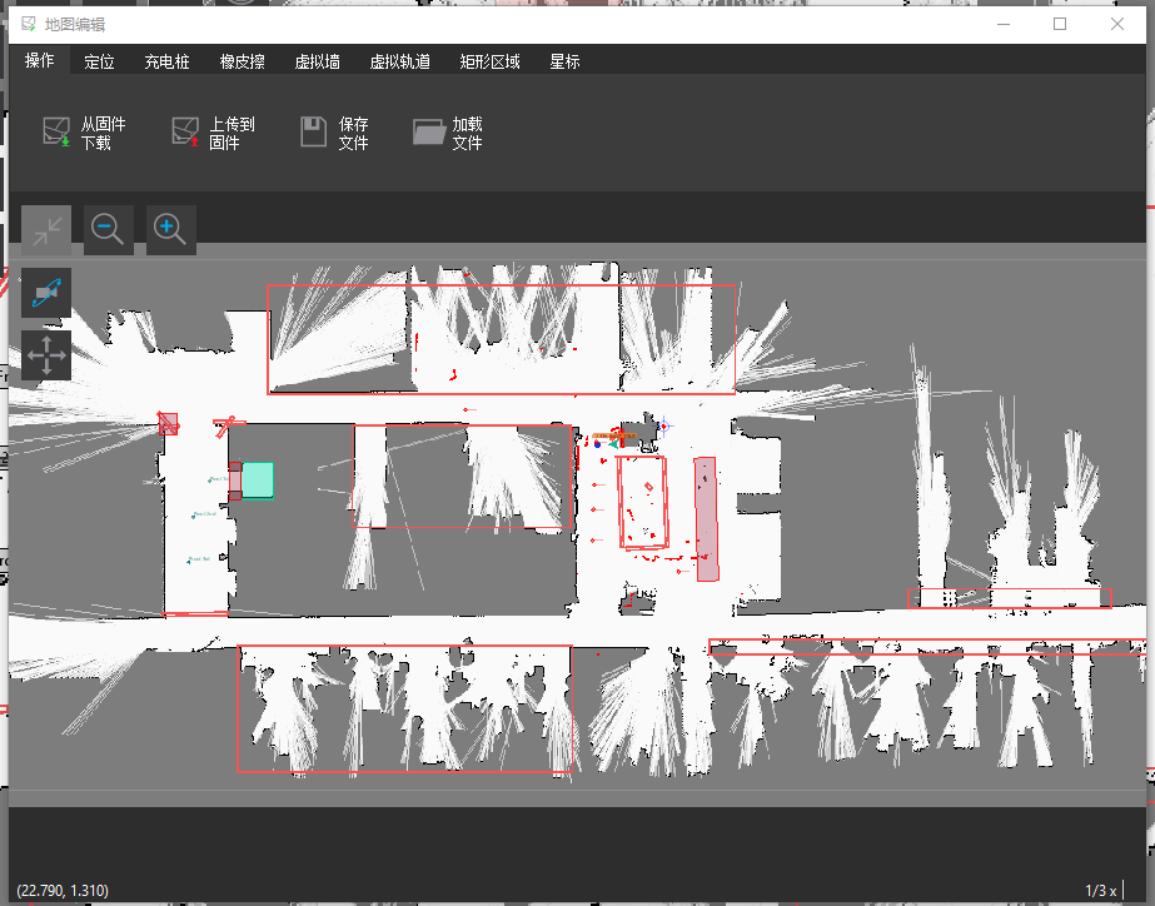 地图编辑
操作 定位 充电桩 橡皮擦 虚拟墙 虚拟轨道 矩形区域 星标
从固件
下载
上传到
固件
保存
文件
加载
文件
(22.790, 1.310)
1/3 x